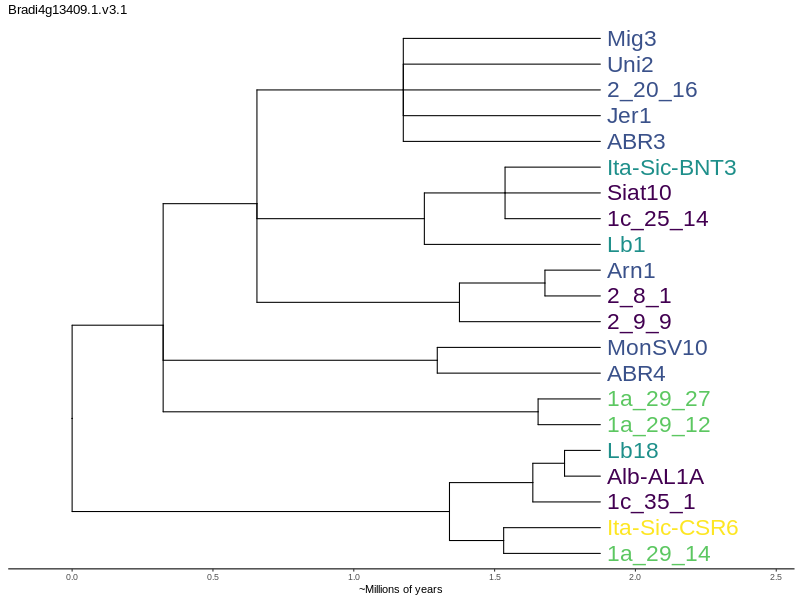 Bradi4g13409.1.v3.1
Mig3
Uni2
2_20_16
Jer1
ABR3
Ita-Sic-BNT3
Siat10
1c_25_14
Lb1
Arn1
2_8_1
2_9_9
MonSV10
ABR4
1a_29_27
1a_29_12
Lb18
Alb-AL1A
1c_35_1
Ita-Sic-CSR6
1a_29_14
0.0 0.5 1.0 1.5 2.0 2.5
~Millions of years